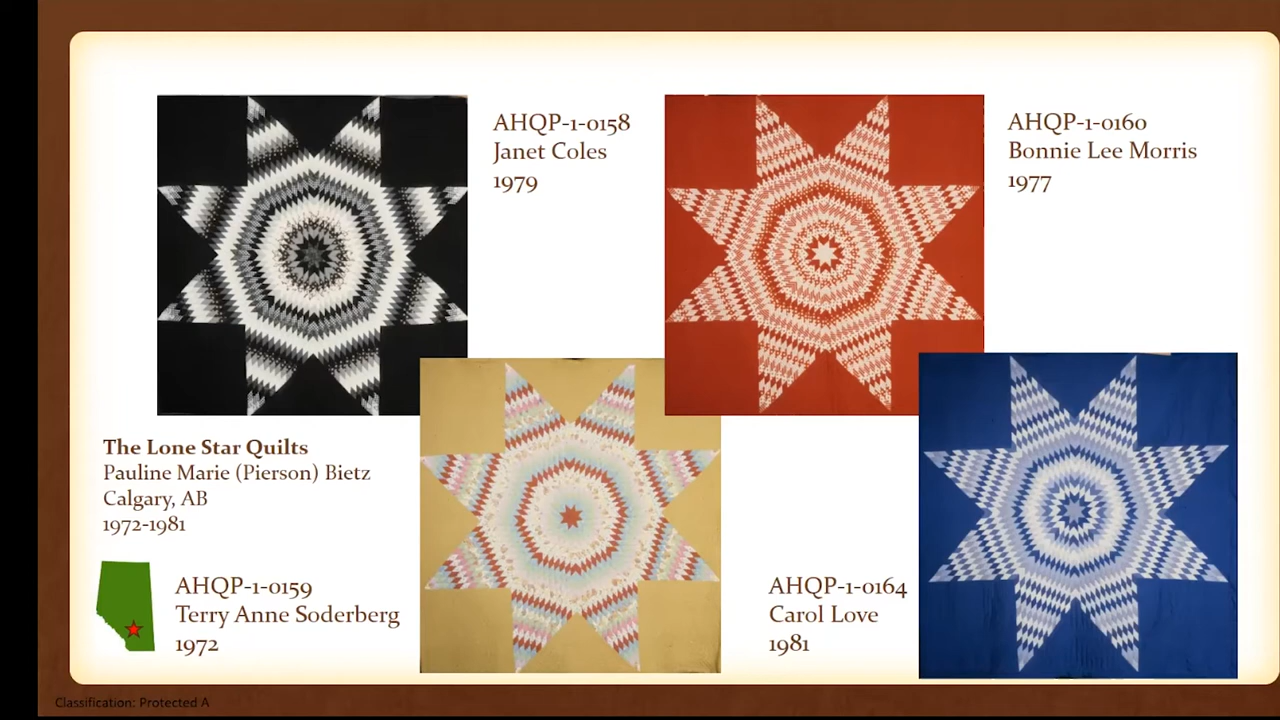 AHQP-1-0158
Janet Coles
1979
AHQP-1-0160
Bonnie Lee Morris
1977
The Lone Star Quilts
Pauline Marie (Pierson) Bietz
Calgary, AB
1972-1981
AHQP-1-0159
Terry Anne Soderberg
1972
AHQP-1-0164
Carol Love
1981
Classification: Protected A